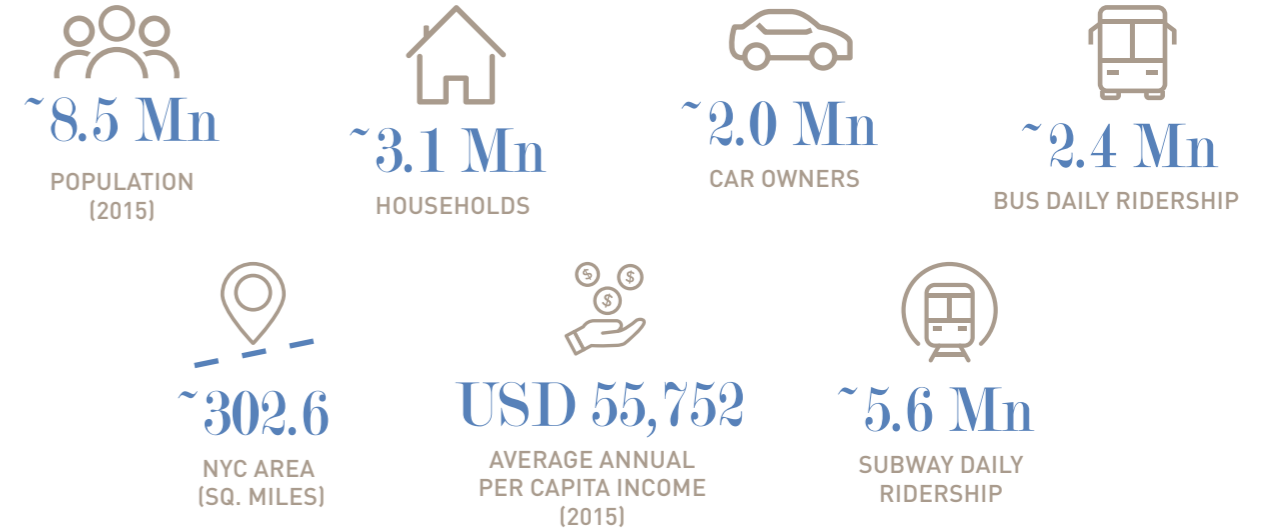 ~8.5 Mn
POPULATION
(2015)
~3.1 Mn
HOUSEHOLDS
~2.0 Mn
CAR OWNERS
~2.4 Mn
BUS DAILY RIDERSHIP
~302.6
NYC AREA
(SQ. MILES)
$ $ $
USD 55,752
AVERAGE ANNUAL
PER CAPITA INCOME
(2015)
~5.6 Mn
SUBWAY DAILY
RIDERSHIP